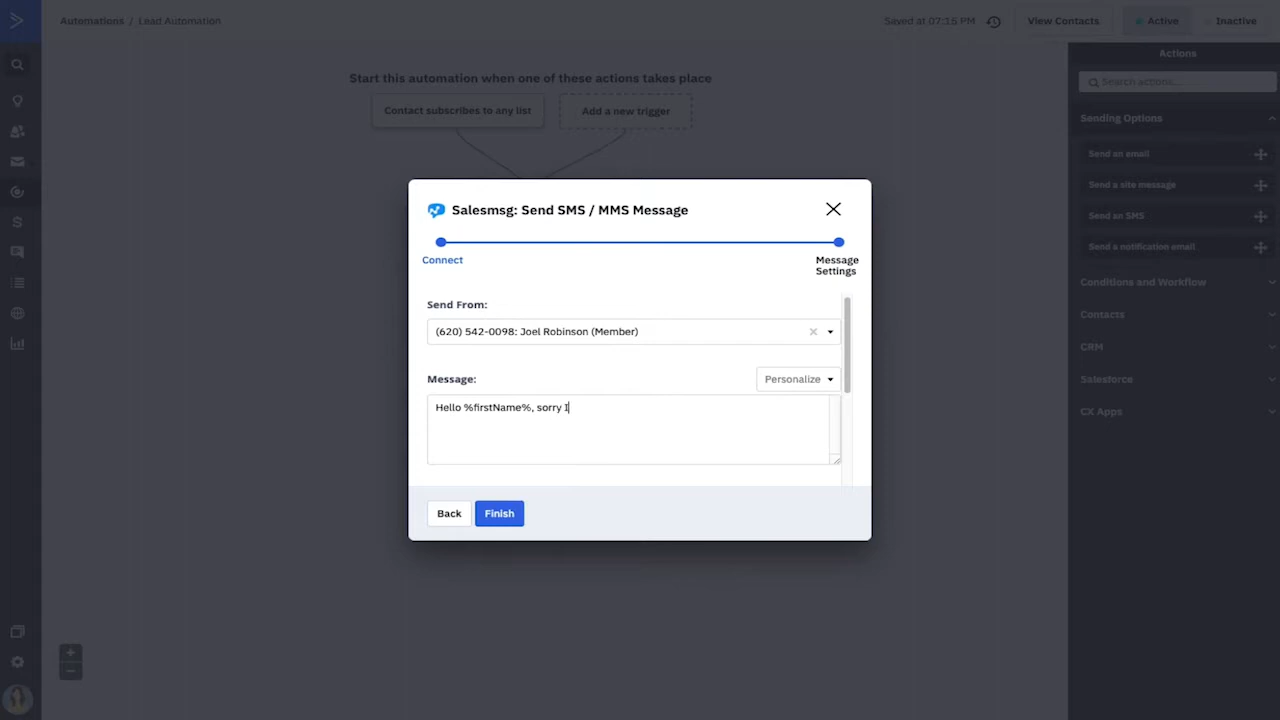 Automations / Lead Automation
Saved at 07:15 PM
View Contacts
Active
Inactive
Start this automation when one of these actions takes place
Contact subscribes to any list
Add a new trigger
Actions
Search actions...
Sending Options
Send an email
Send a site message
Send an SMS
Send a notification email
Conditions and Workflow
Contacts
CRM
Salesforce
CX Apps
Salesmsg: Send SMS / MMS Message
Connect
Message
Settings
Send From:
(620) 542-0098: Joel Robinson (Member)
Message:
Personalize
Hello %firstName%, sorry I
Back
Finish